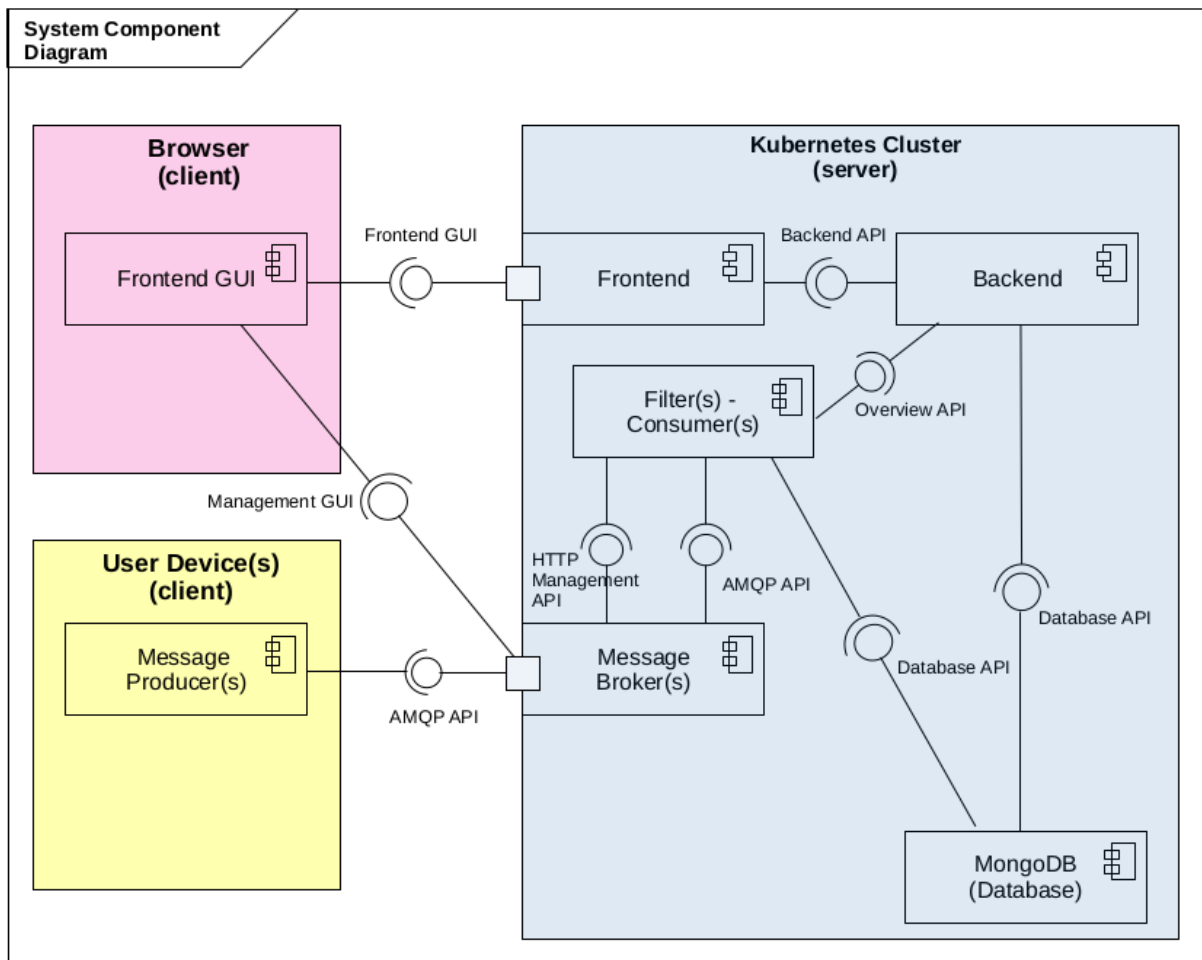 System Component
Diagram
Browser
(client)
Kubernetes Cluster
(server)
Frontend GUI
Frontend GUI
Frontend
Backend API
Backend
Filter(s) -
Consumer(s)
Overview API
Management GUI
User Device(s)
(client)
HTTP
Management
API
AMQP API
Database API
Message
Producer(s)
AMQP API
Message
Broker(s)
Database API
MongoDB
(Database)